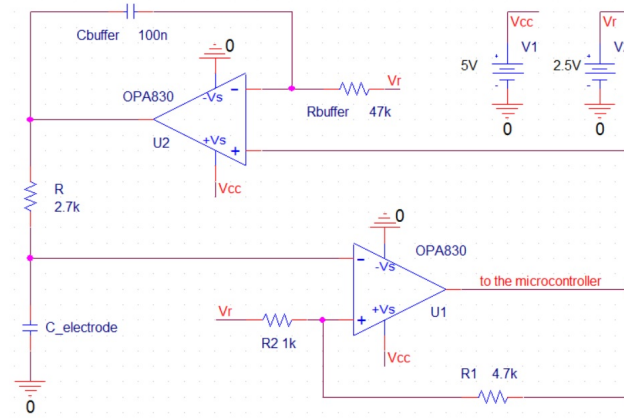 Vcc
Vr
Cbuffer 100n
0
V1
V2
5V
2.5V
OPA830
-Vs
-
Vr
Rbuffer 47k
0
0
+Vs
+
U2
Vcc
R
2.7k
0
OPA830
-
-Vs
to the microcontroller
C_electrode
Vr
+Vs
+
U1
R2 1k
Vcc
R1 4.7k
0